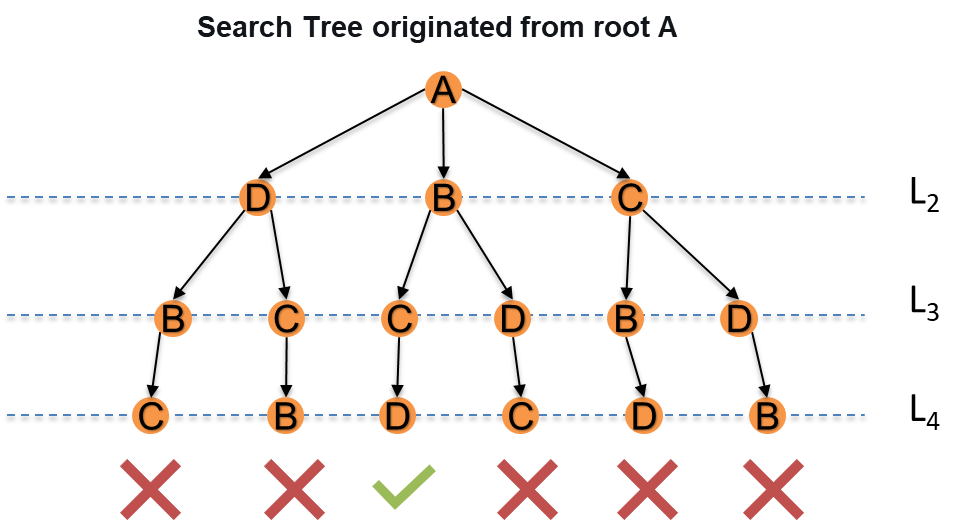 Search Tree originated from root A
A
D B C L₂
B C C D B D L₃
C B D C D B L₄